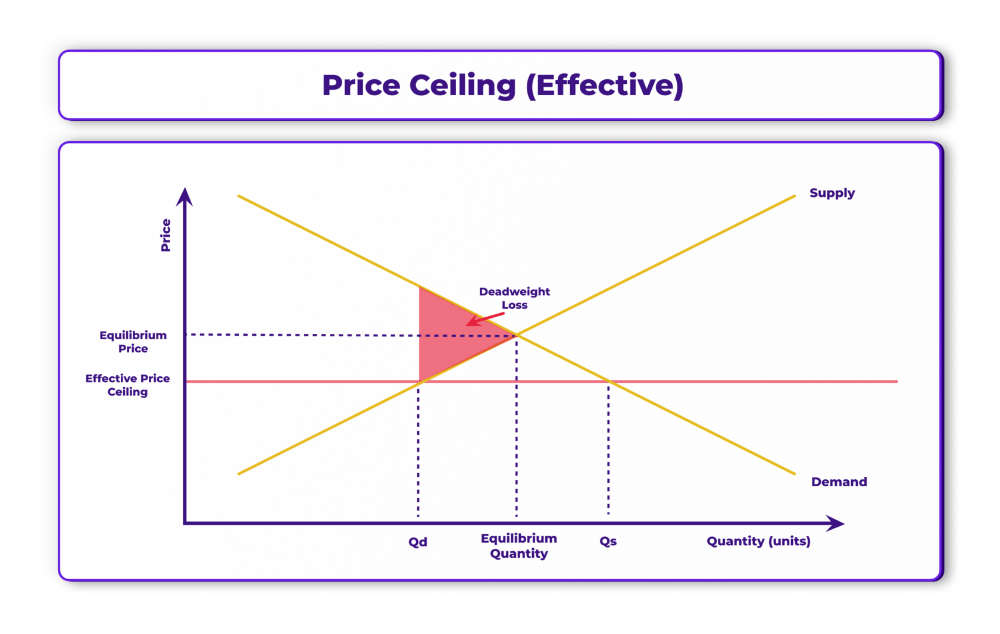 Price Ceiling (Effective)
Supply
Price
Deadweight
Loss
Equilibrium
Price
Effective Price
Ceiling
Demand
Qd
Equilibrium
Quantity
Qs
Quantity (units)